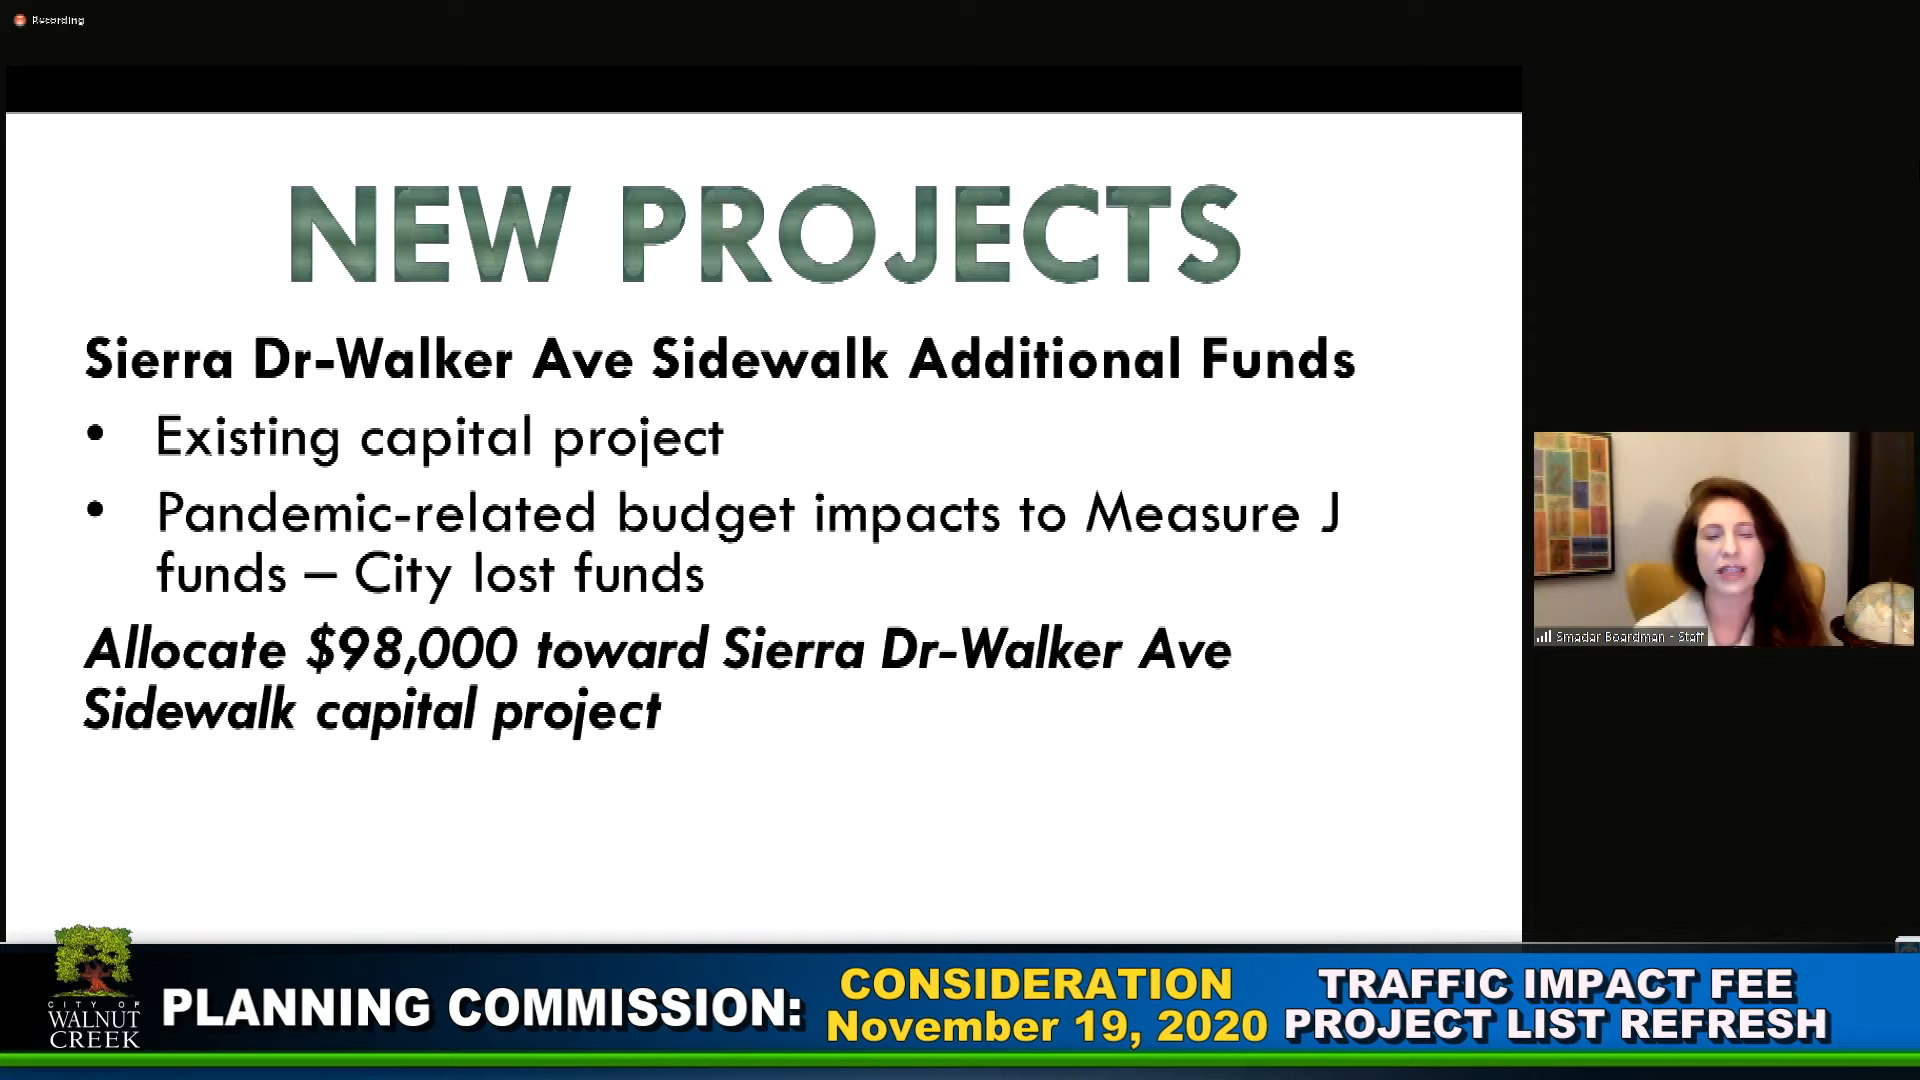 Recording
NEW PROJECTS
Sierra Dr-Walker Ave Sidewalk Additional Funds
• Existing capital project
• Pandemic-related budget impacts to Measure J
funds – City lost funds
Allocate $98,000 toward Sierra Dr-Walker Ave
Sidewalk capital project
Smadar Boardman - Staff
CITY OF
WALNUT
CREEK
PLANNING COMMISSION:
CONSIDERATION
November 19, 2020
TRAFFIC IMPACT FEE
PROJECT LIST REFRESH